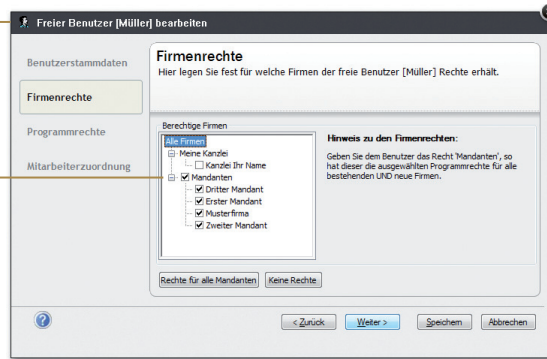 Freier Benutzer [Müller] bearbeiten
Benutzerstammdaten
Firmenrechte
Programmrechte
Mitarbeiterzuordnung
Firmenrechte
Hier legen Sie fest für welche Firmen der freie Benutzer [Müller] Rechte erhält.
Berechtige Firmen
Alle Firmen
Meine Kanzlei
Kanzlei Ihr Name
Mandanten
Dritter Mandant
Erster Mandant
Musterfirma
Zweiter Mandant
Hinweis zu den Firmenrechten:
Geben Sie dem Benutzer das Recht 'Mandanten', so
hat dieser die ausgewählten Programmrechte für alle
bestehenden UND neue Firmen.
Rechte für alle Mandanten Keine Rechte
< Zurück Weiter > Speichern Abbrechen